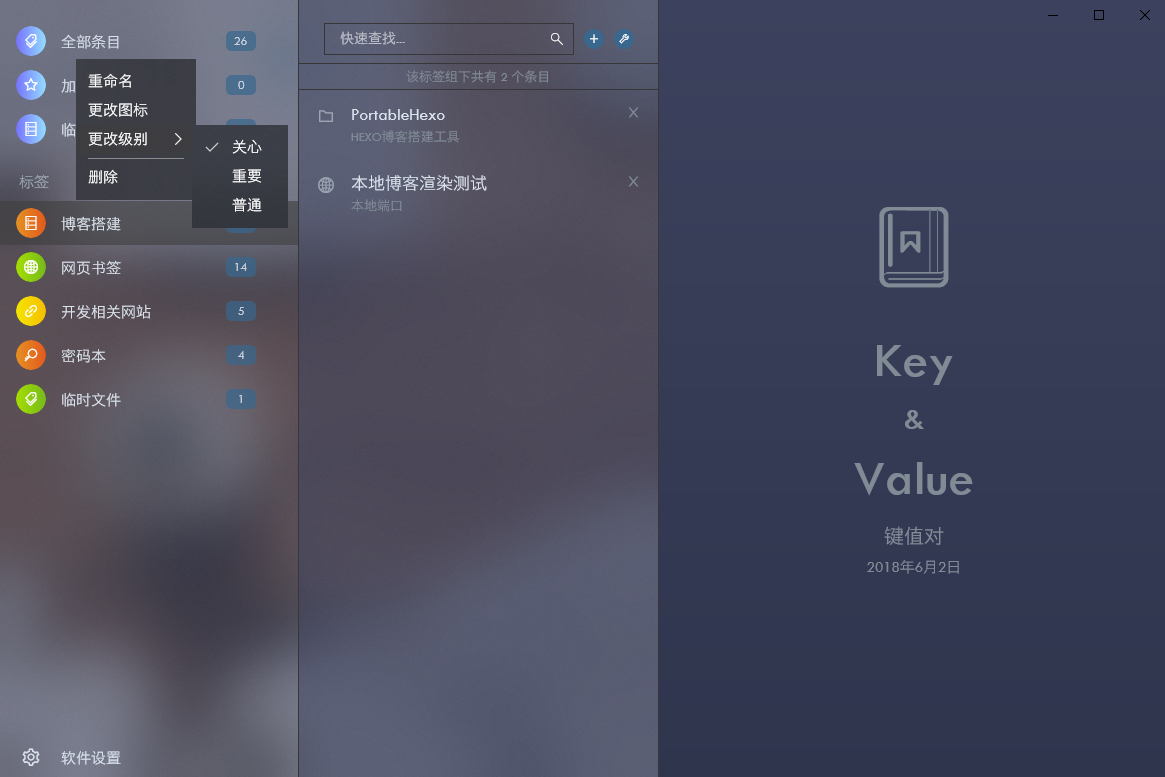 全部条目
26
加
0
临
重命名
更改图标
更改级别
删除
关心
重要
普通
标签
博客搭建
网页书签
14
开发相关网站
5
密码本
4
临时文件
1
软件设置
快速查找...
该标签组下共有 2 个条目
PortableHexo
HEXO博客搭建工具
本地博客渲染测试
本地端口
Key
&
Value
键值对
2018年6月2日